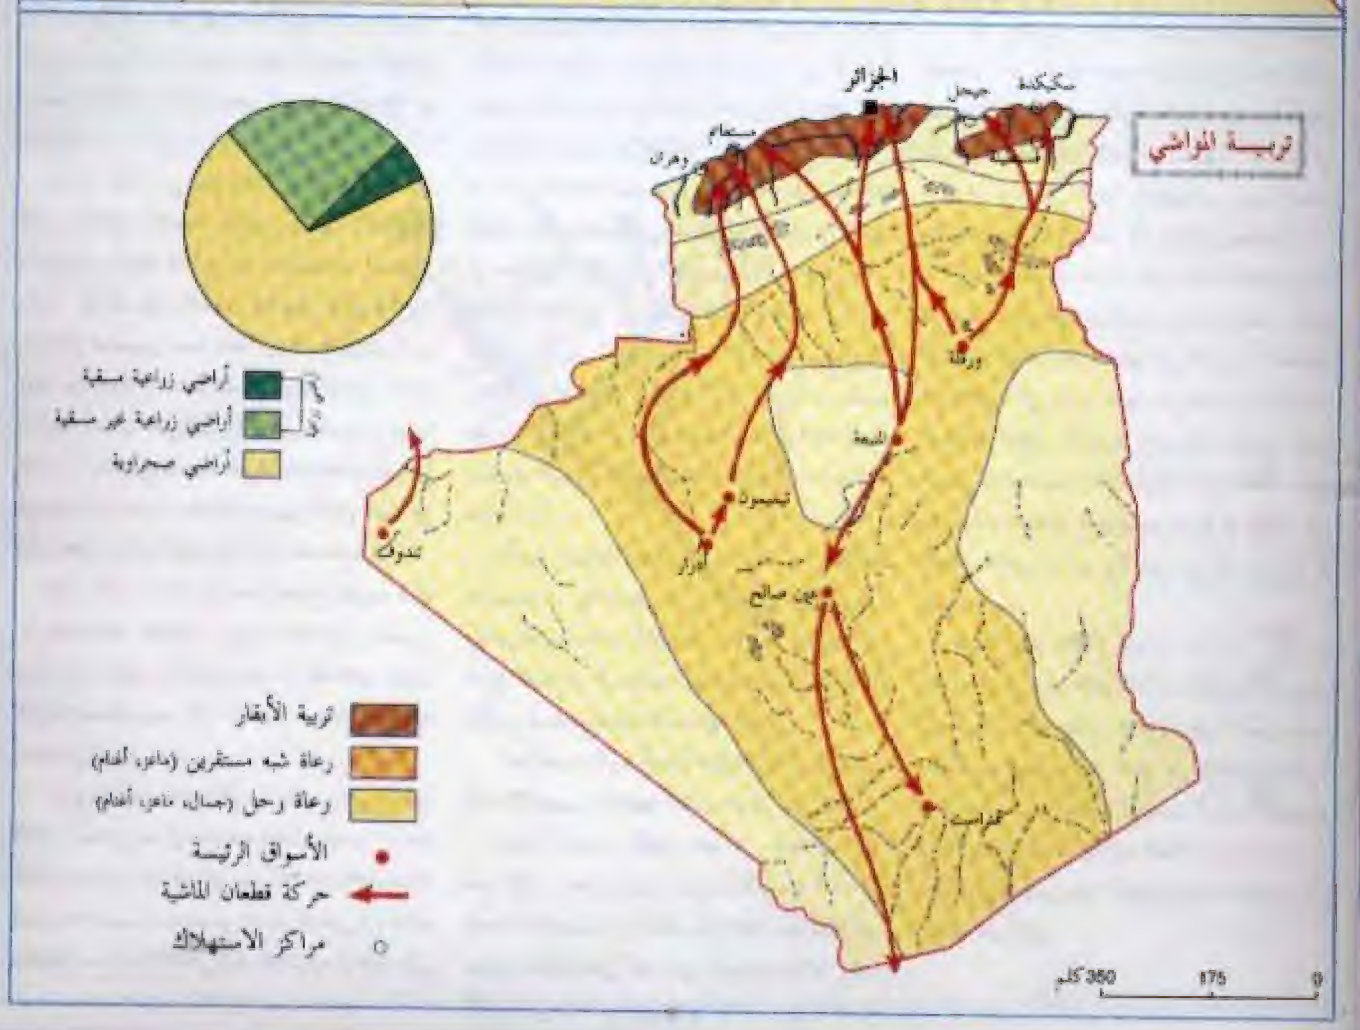 تربية المواشي
الجزائر
سكيكدة
جيجل
مستغانم
وهران
ورقلة
تيميمون
أدرار
تندوف
عين صالح
تمنراست
أراضي زراعية مسقية
أراضي زراعية غير مسقية
أراضي صحراوية
تربية الأبقار
رعاة شبه مستقرين (ماعز، أغنام)
رعاة رحل (جمال، ماعز، أغنام)
الأسواق الرئيسة
حركة قطعان الماشية
مراكز الاستهلاك
0 175 350 كلم